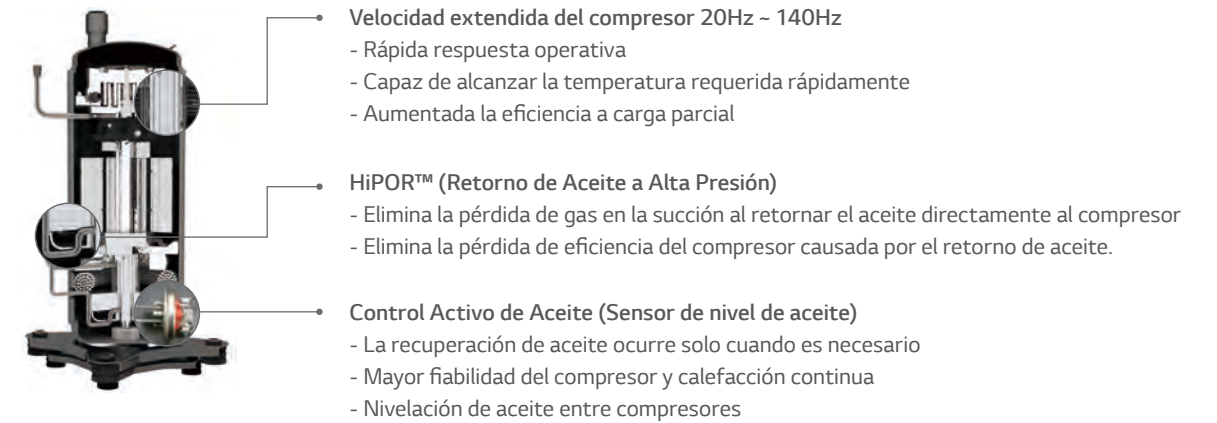 Velocidad extendida del compresor 20Hz ~ 140Hz
- Rápida respuesta operativa
- Capaz de alcanzar la temperatura requerida rápidamente
- Aumentada la eficiencia a carga parcial
HiPOR™ (Retorno de Aceite a Alta Presión)
- Elimina la pérdida de gas en la succión al retornar el aceite directamente al compresor
- Elimina la pérdida de eficiencia del compresor causada por el retorno de aceite.
Control Activo de Aceite (Sensor de nivel de aceite)
- La recuperación de aceite ocurre solo cuando es necesario
- Mayor fiabilidad del compresor y calefacción continua
- Nivelación de aceite entre compresores